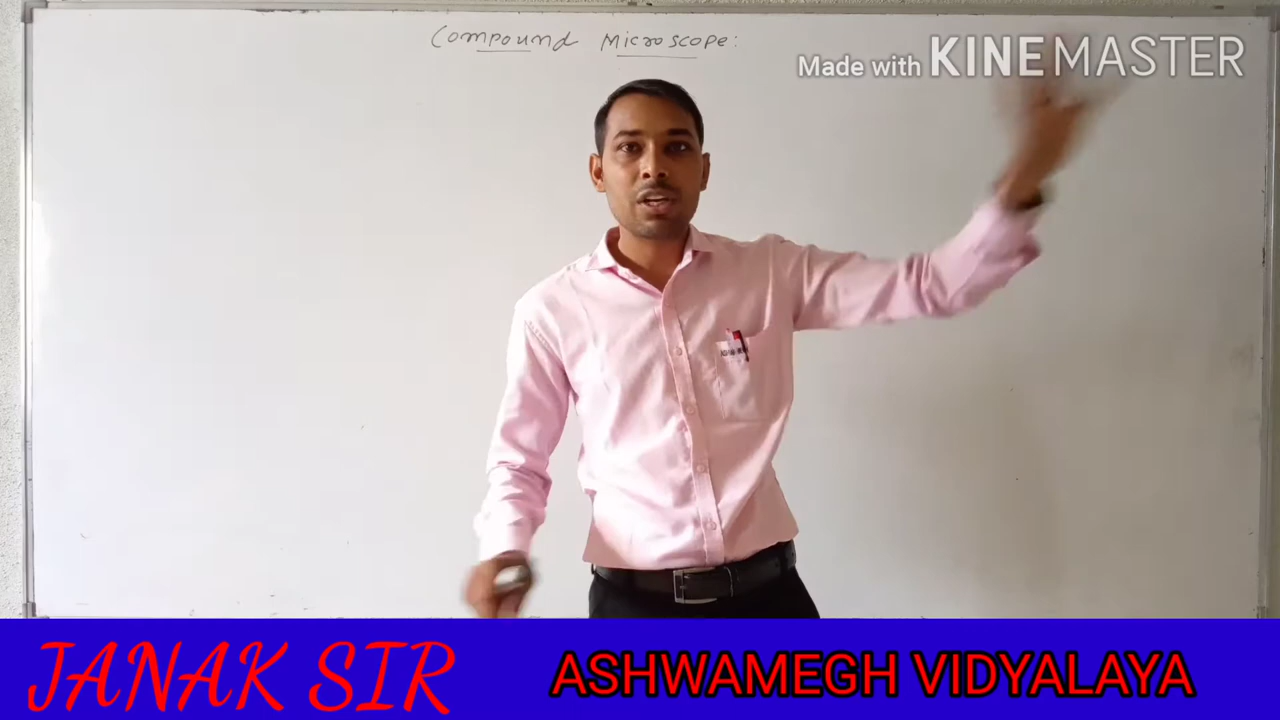 Compound Microscope:
Made with KINEMASTER
JANAK SIR
ASHWAMEGH VIDYALAYA